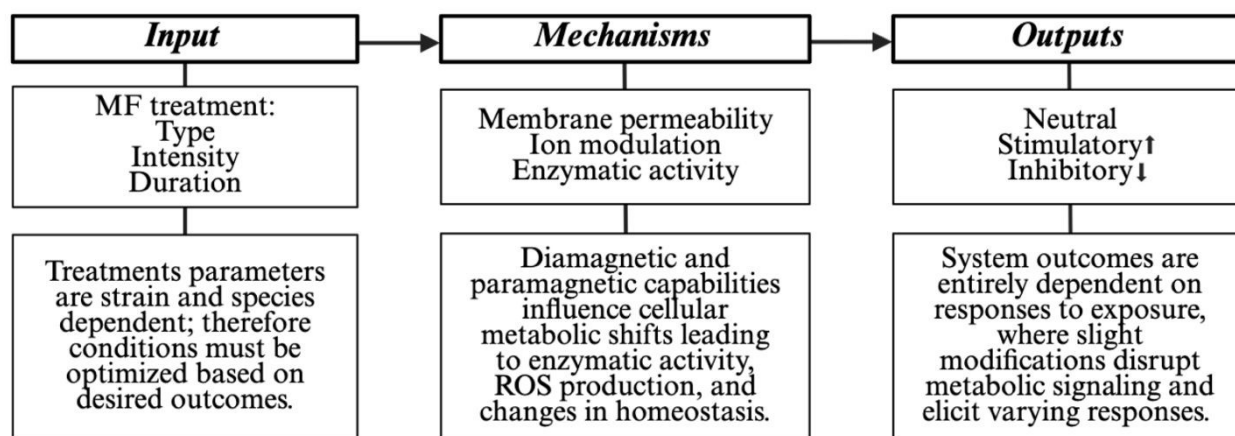 Input
Mechanisms
Outputs
MF treatment:
Type
Intensity
Duration
Membrane permeability
Ion modulation
Enzymatic activity
Neutral
Stimulatory⬆
Inhibitory⬇
Treatments parameters
are strain and species
dependent; therefore
conditions must be
optimized based on
desired outcomes.
Diamagnetic and
paramagnetic capabilities
influence cellular
metabolic shifts leading
to enzymatic activity,
ROS production, and
changes in homeostasis.
System outcomes are
entirely dependent on
responses to exposure,
where slight
modifications disrupt
metabolic signaling and
elicit varying responses.